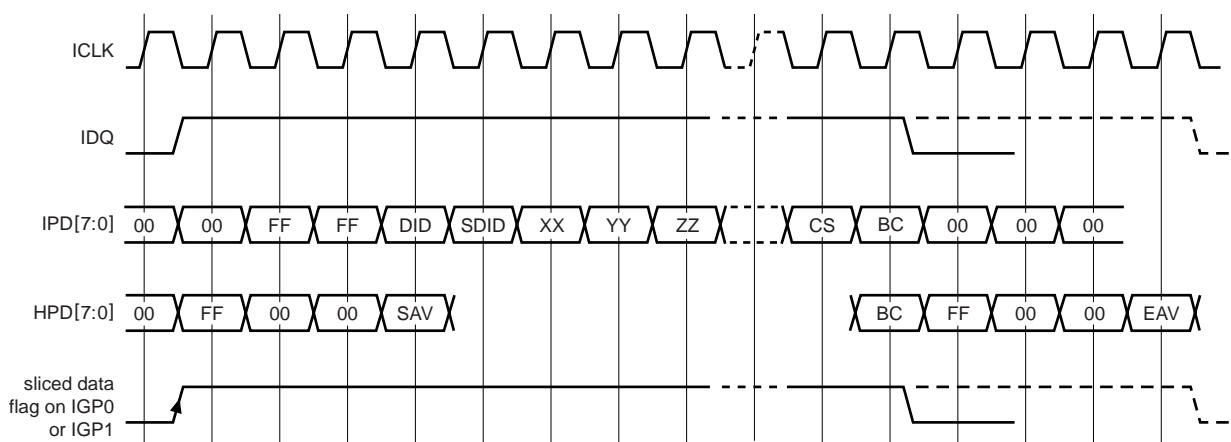 ICLK
IDQ
IPD[7:0] 00 00 FF FF DID SDID XX YY ZZ CS BC 00 00 00
HPD[7:0] 00 FF 00 00 SAV BC FF 00 00 EAV
sliced data
flag on IGP0
or IGP1